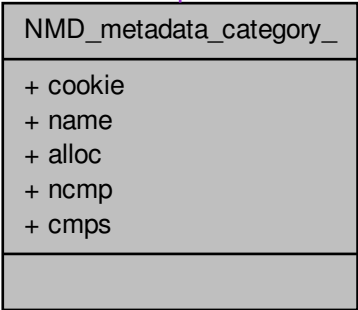 NMD_metadata_category_
+ cookie
+ name
+ alloc
+ ncmp
+ cmps